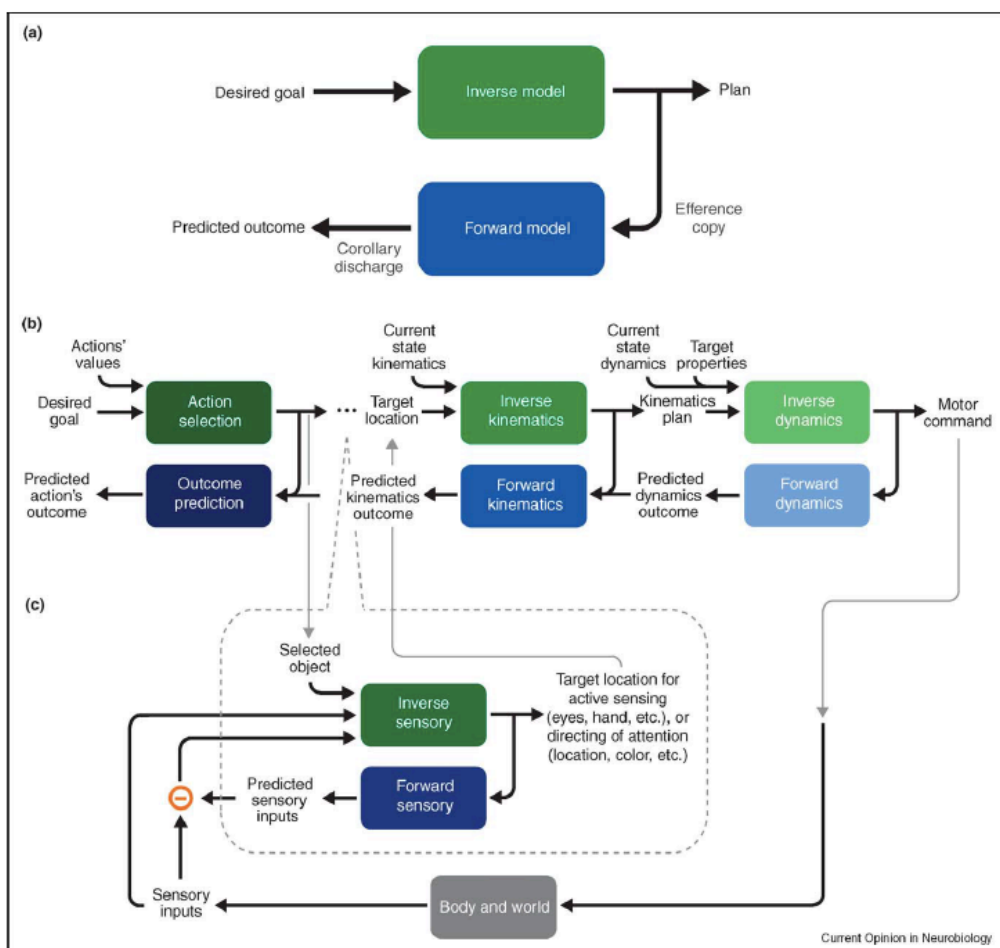 (a)
Desired goal
Inverse model
Plan
Efference
copy
Predicted outcome
Corollary
discharge
Forward model
(b)
Actions'
values
Desired
goal
Action
selection
...
Target
location
Current
state
kinematics
Inverse
kinematics
Current
state
dynamics
Target
properties
Kinematics
plan
Inverse
dynamics
Motor
command
Predicted
action's
outcome
Outcome
prediction
Predicted
kinematics
outcome
Forward
kinematics
Predicted
dynamics
outcome
Forward
dynamics
(c)
Selected
object
Inverse
sensory
Target location for
active sensing
(eyes, hand, etc.), or
directing of attention
(location, color, etc.)
Predicted
sensory
inputs
Forward
sensory
Sensory
inputs
Body and world
Current Opinion in Neurobiology